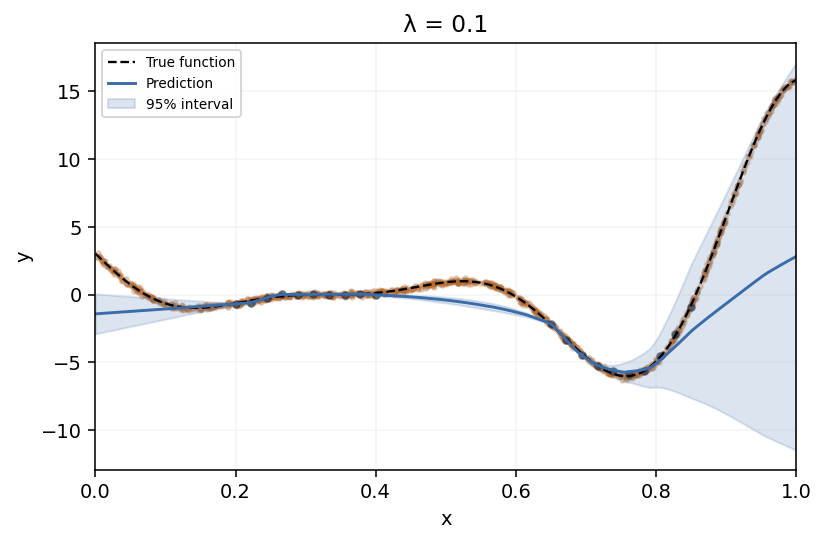 λ = 0.1
True function
Prediction
95% interval
15
10
5
0
−5
−10
y
0.0 0.2 0.4 0.6 0.8 1.0
x